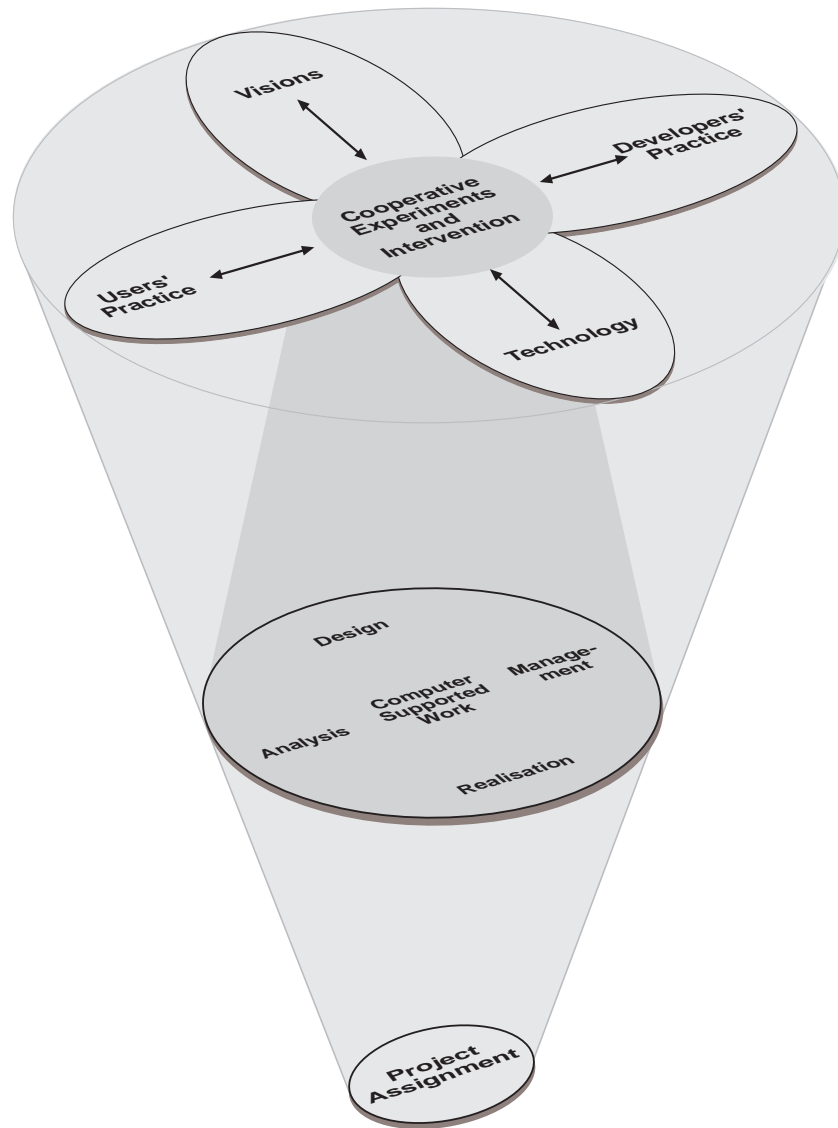 Visions
Developers'
Practice
Cooperative
Experiments
and
Intervention
Users'
Practice
Technology
Design
Manage-
ment
Computer
Supported
Work
Analysis
Realisation
Project
Assignment